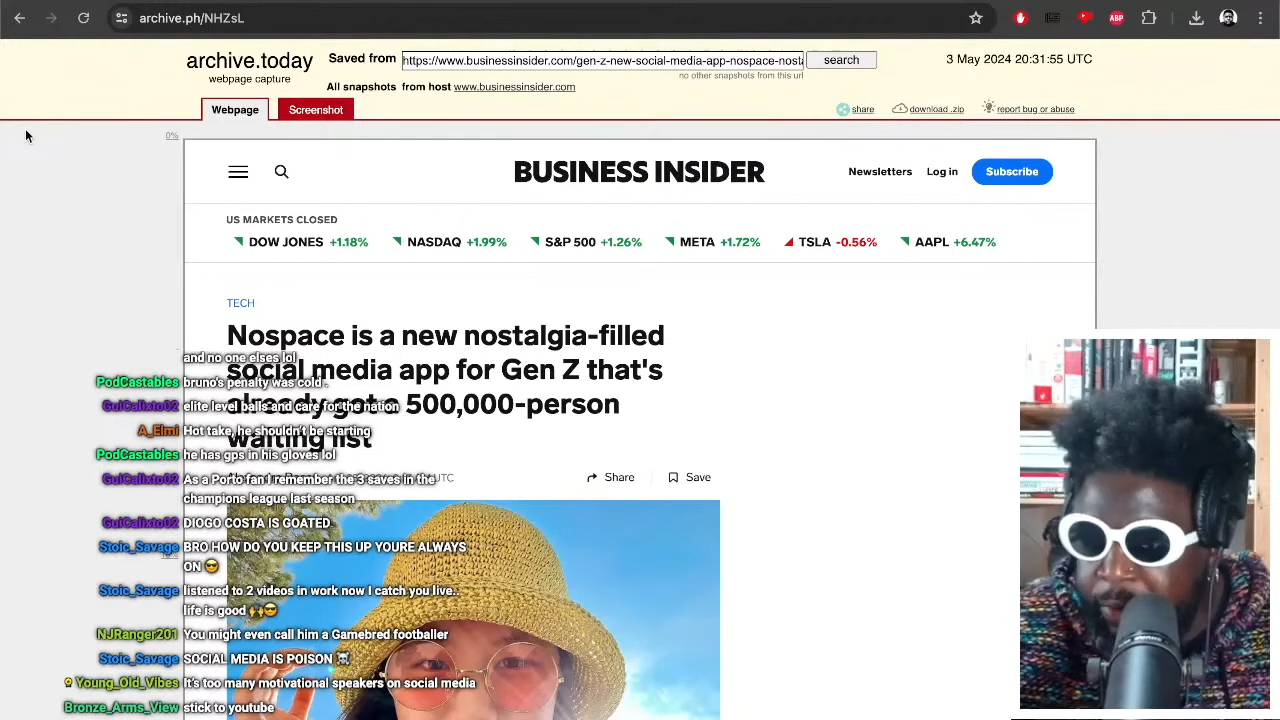 archive.ph/NHZsL
archive.today
webpage capture
Saved from
https://www.businessinsider.com/gen-z-new-social-media-app-nospace-nosta
search
3 May 2024 20:31:55 UTC
no other snapshots from this url
All snapshots from host www.businessinsider.com
Webpage
Screenshot
share
download .zip
report bug or abuse
0%
BUSINESS INSIDER
Newsletters
Log in
Subscribe
US MARKETS CLOSED
DOW JONES +1.18%
NASDAQ +1.99%
S&P 500 +1.26%
META +1.72%
TSLA -0.56%
AAPL +6.47%
TECH
Nospace is a new nostalgia-filled
social media app for Gen Z that's
already got a 500,000-person
waiting list
UTC
Share
Save
and no one elses lol
PodCastables bruno's penalty was cold .
GuiCalixto02 elite level balls and care for the nation
A_Elmi Hot take, he shouldn't be starting
PodCastables he has gps in his gloves lol
GuiCalixto02 As a Porto fan I remember the 3 saves in the
champions league last season
GuiCalixto02 DIOGO COSTA IS GOATED
Stoic_Savage BRO HOW DO YOU KEEP THIS UP YOURE ALWAYS
ON 😎
Stoic_Savage listened to 2 videos in work now I catch you live..
life is good 🙌😎
NJRanger201 You might even call him a Gamebred footballer
Stoic_Savage SOCIAL MEDIA IS POISON ☠
Young_Old_Vibes It's too many motivational speakers on social media
Bronze_Arms_View stick to youtube
ABP